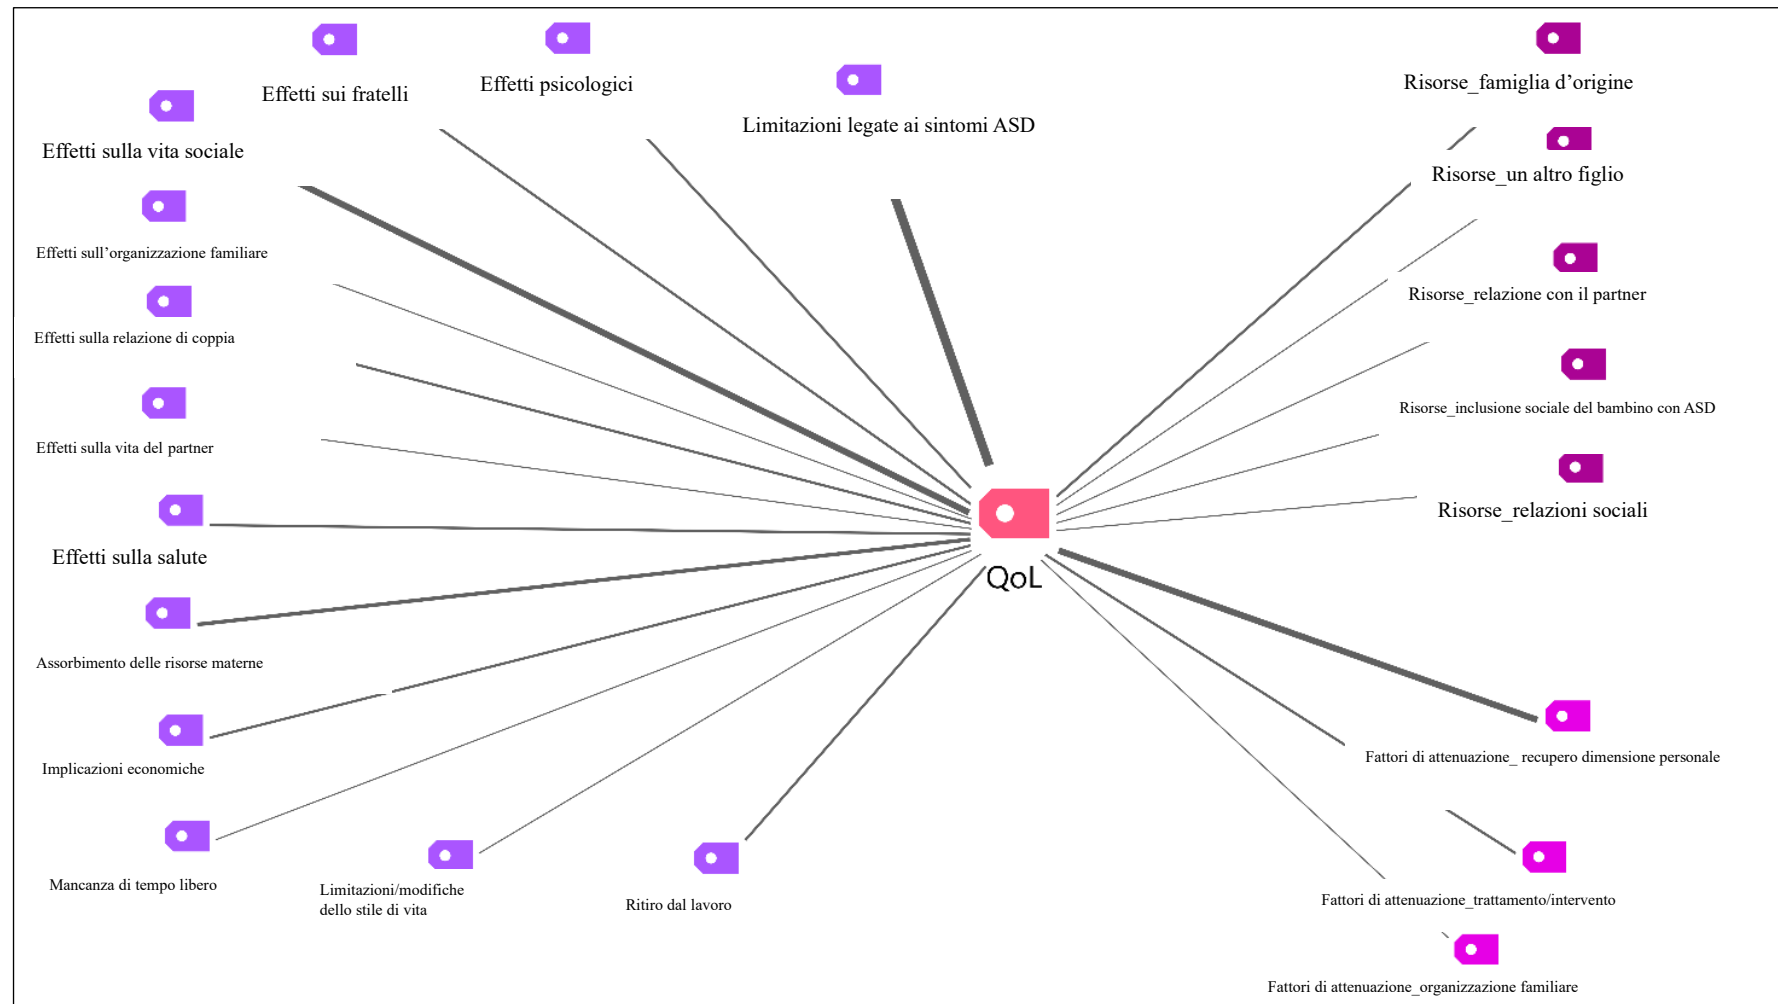 Effetti sui fratelli
Effetti psicologici
Limitazioni legate ai sintomi ASD
Effetti sulla vita sociale
Effetti sull’organizzazione familiare
Effetti sulla relazione di coppia
Effetti sulla vita del partner
Effetti sulla salute
Assorbimento delle risorse materne
Implicazioni economiche
Mancanza di tempo libero
Limitazioni/modifiche
dello stile di vita
Ritiro dal lavoro
QoL
Risorse_famiglia d’origine
Risorse_un altro figlio
Risorse_relazione con il partner
Risorse_inclusione sociale del bambino con ASD
Risorse_relazioni sociali
Fattori di attenuazione_ recupero dimensione personale
Fattori di attenuazione_trattamento/intervento
Fattori di attenuazione_organizzazione familiare